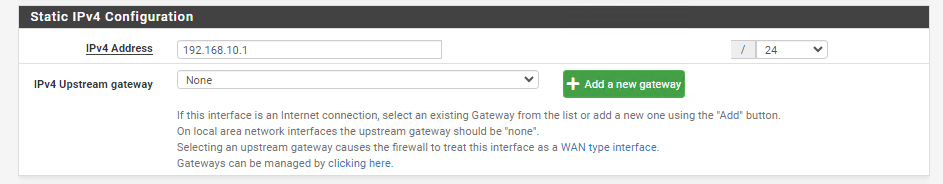 Static IPv4 Configuration
IPv4 Address 192.168.10.1 / 24
IPv4 Upstream gateway None Add a new gateway
If this interface is an Internet connection, select an existing Gateway from the list or add a new one using the "Add" button.
On local area network interfaces the upstream gateway should be "none".
Selecting an upstream gateway causes the firewall to treat this interface as a WAN type interface.
Gateways can be managed by clicking here.